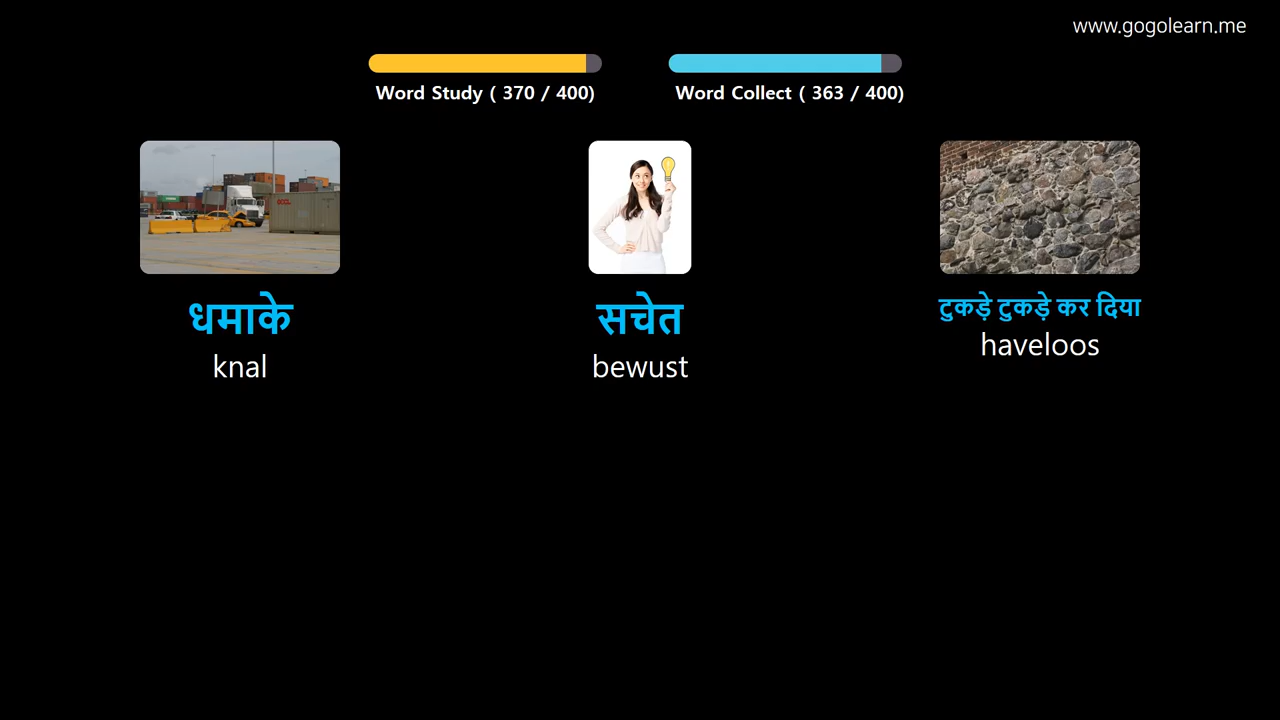 www.gogolearn.me
Word Study ( 370 / 400)
Word Collect ( 363 / 400)
धमाके
knal
सचेत
bewust
टुकड़े टुकड़े कर दिया
haveloos